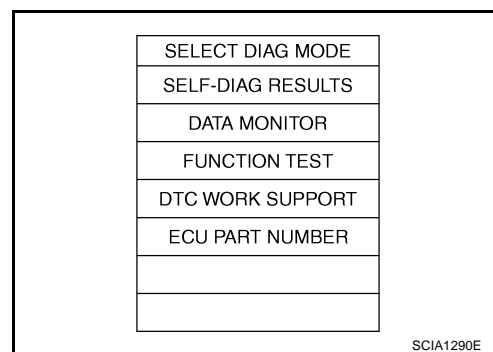 SELECT DIAG MODE
SELF-DIAG RESULTS
DATA MONITOR
FUNCTION TEST
DTC WORK SUPPORT
ECU PART NUMBER
SCIA1290E